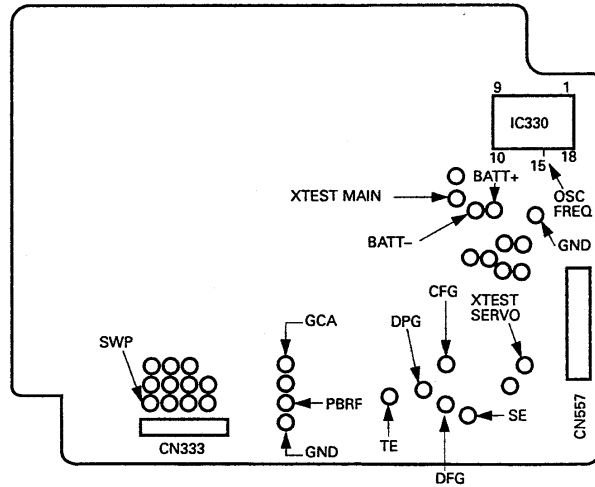 9 1
IC330
10 15 18
BATT+
XTEST MAIN
OSC
FREQ
BATT–
GND
CFG
XTEST
SERVO
GCA
DPG
SWP
PBRF
SE
CN557
TE
CN333
GND
DFG